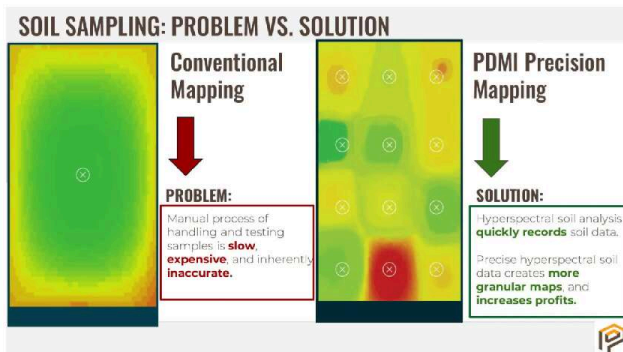 SOIL SAMPLING: PROBLEM VS. SOLUTION
Conventional
Mapping
PROBLEM:
Manual process of
handling and testing
samples is slow,
expensive, and inherently
inaccurate.
PDMI Precision
Mapping
SOLUTION:
Hyperspectral soil analysis
quickly records soil data.
Precise hyperspectral soil
data creates more
granular maps, and
increases profits.